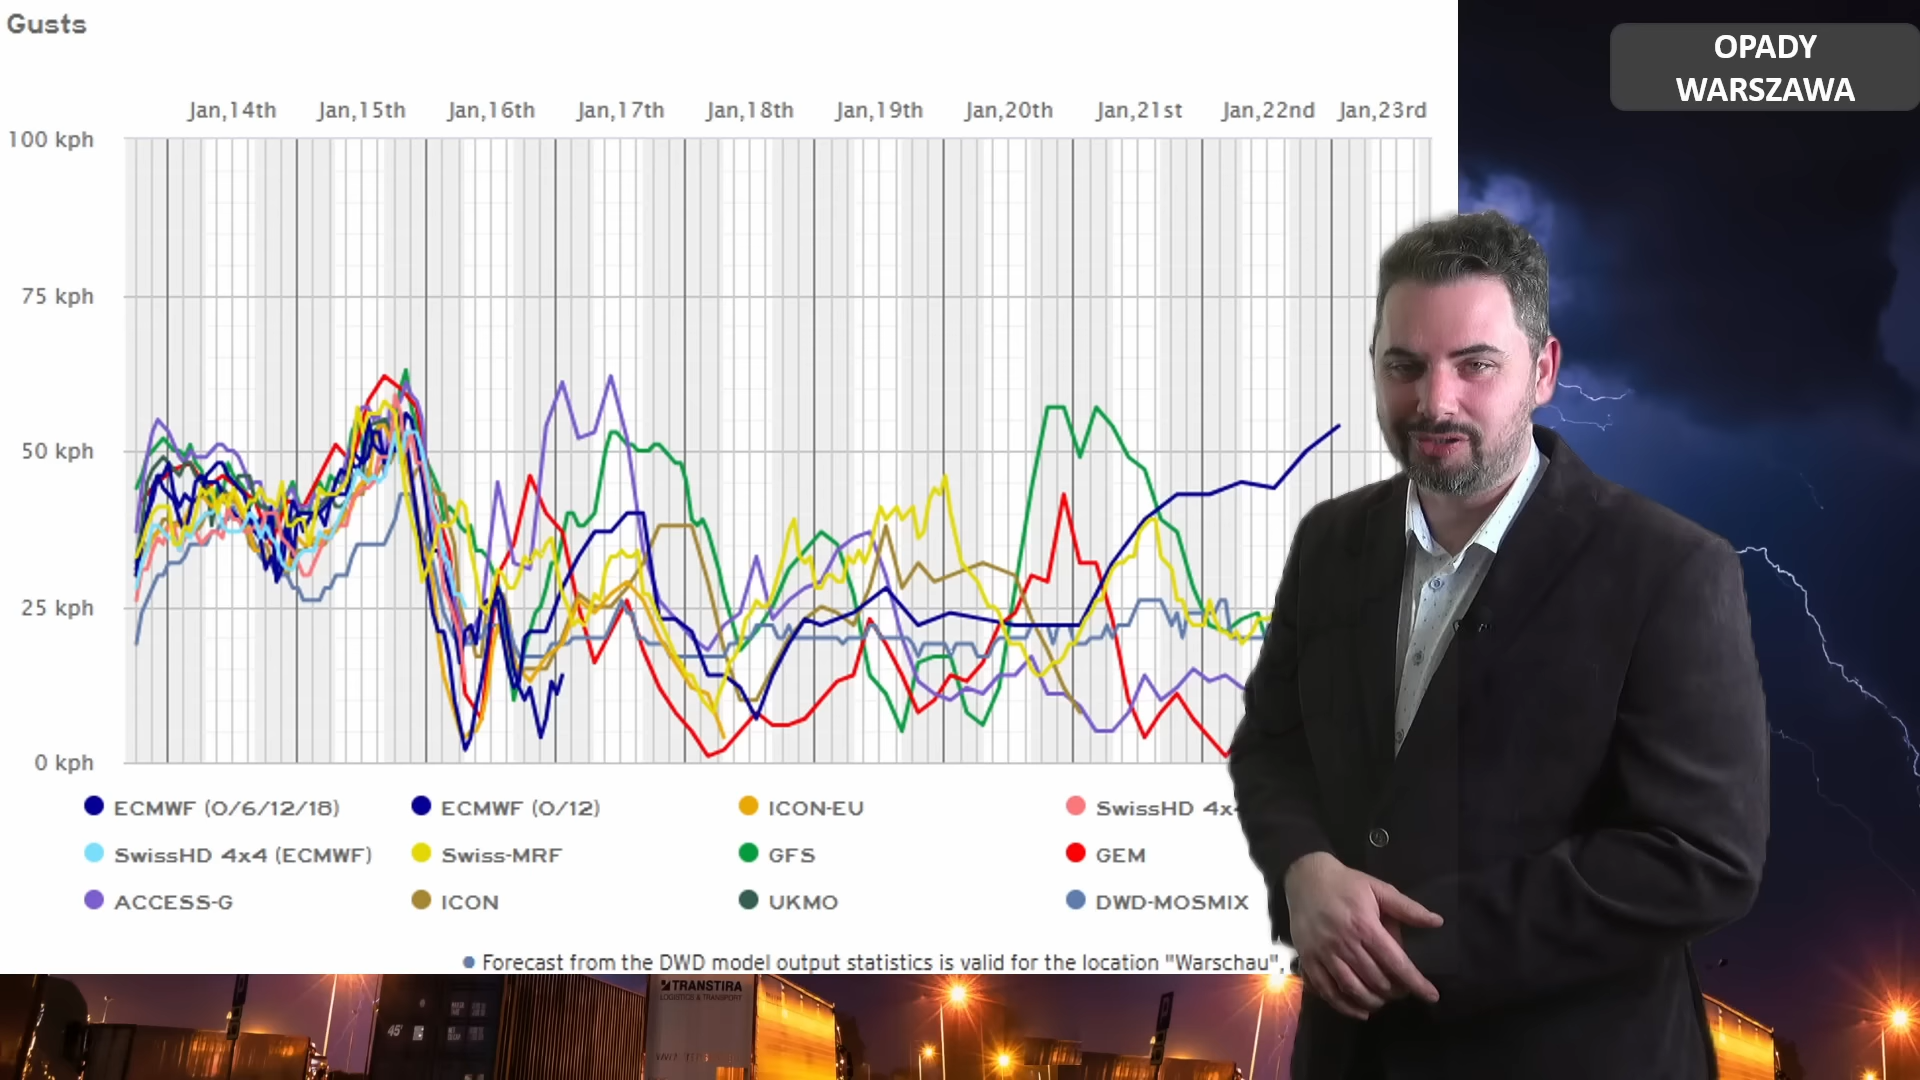 Gusts
OPADY
WARSZAWA
Jan,14th Jan,15th Jan,16th Jan,17th Jan,18th Jan,19th Jan,20th Jan,21st Jan,22nd Jan,23rd
100 kph
75 kph
50 kph
25 kph
0 kph
ECMWF (0/6/12/18) ECMWF (0/12) ICON-EU SwissHD
SwissHD 4x4 (ECMWF) Swiss-MRF GFS GEM
ACCESS-G ICON UKMO DWD-MOSMIX
Forecast from the DWD model output statistics is valid for the location "Warschau",
TRANSTIRA
LOGISTICS & TRANSPORT
45'